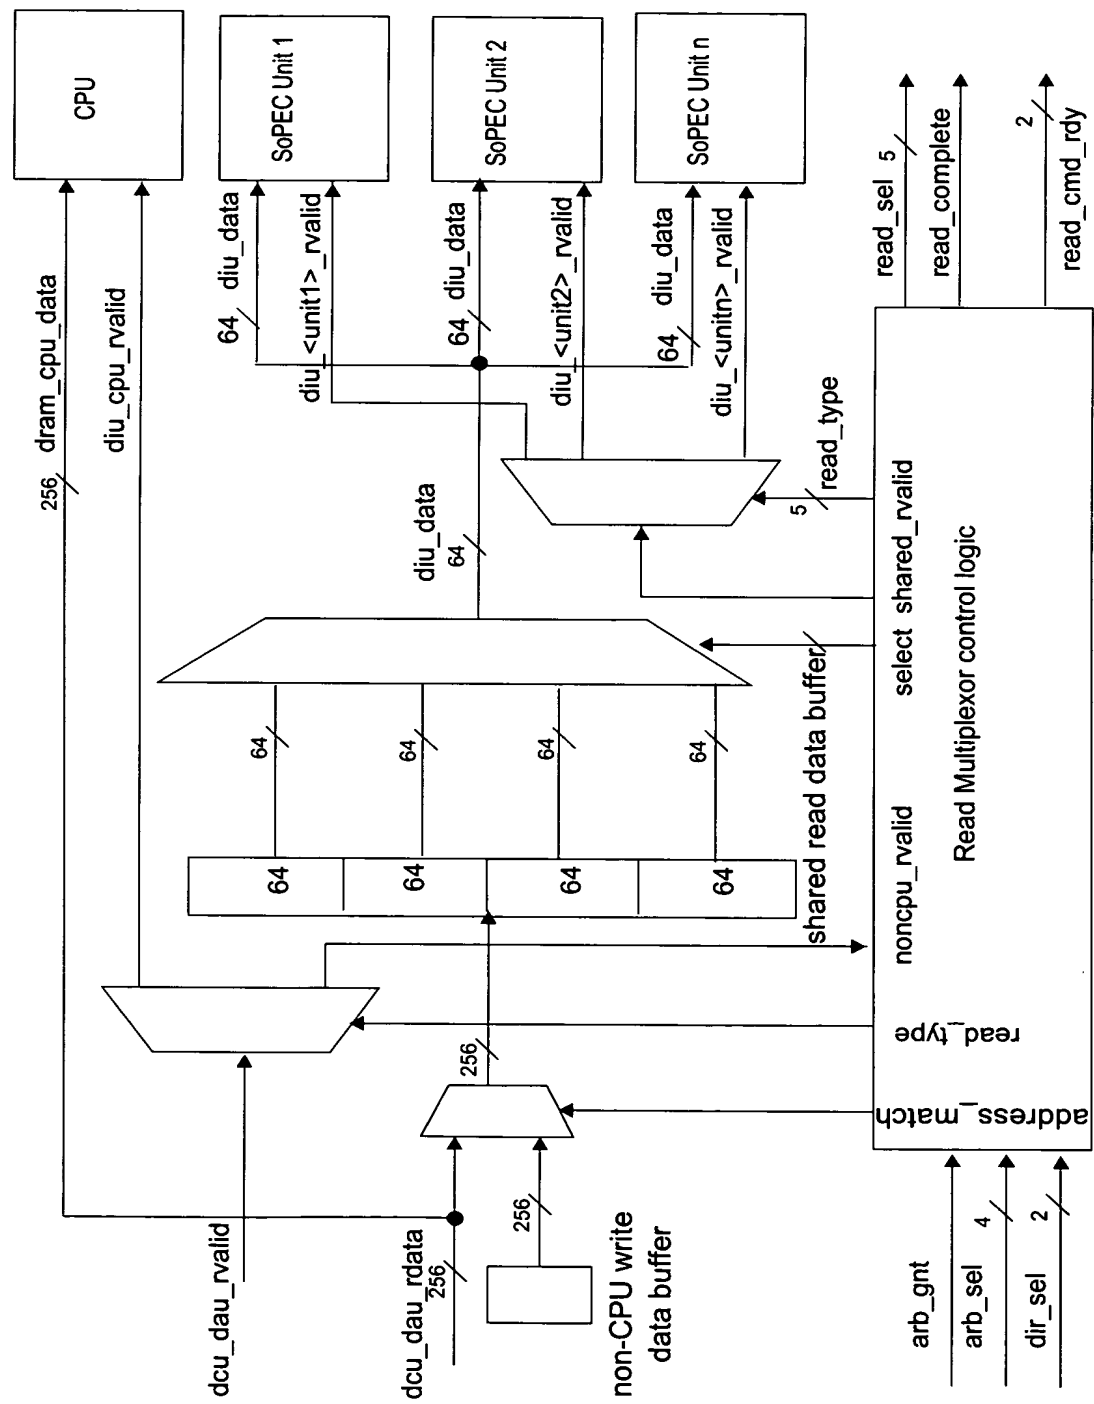 CPU
SoPEC Unit 1
SoPEC Unit 2
SoPEC Unit n
256
dram_cpu_data
diu_cpu_rvalid
64
diu_data
diu_<unit1>_rvalid
64
diu_data
diu_<unit2>_rvalid
64
diu_data
diu_<unitn>_rvalid
diu_data
64
5
read_type
64
64
64
64
64
64
64
64
shared read data buffer
256
256
dcu_dau_rvalid
dcu_dau_rdata
256
non-CPU write
data buffer
address_match
read_type
noncpu_rvalid
select
shared_rvalid
Read Multiplexor control logic
arb_gnt
arb_sel
4
dir_sel
2
read_sel
5
read_complete
2
read_cmd_rdy